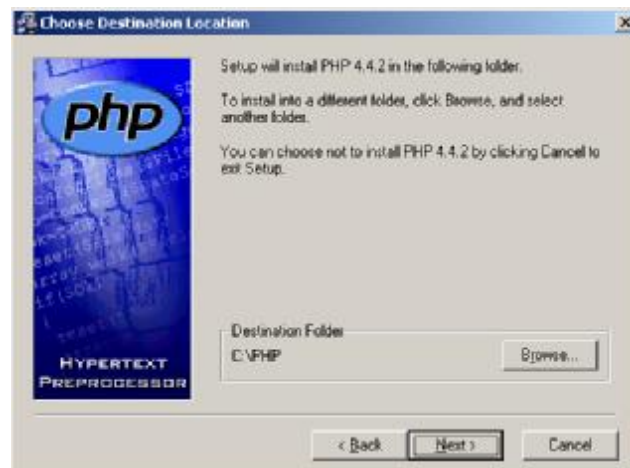 Choose Destination Location
Setup will install PHP 4.4.2 in the following folder.
To install into a different folder, click Browse, and select
another folder.
You can choose not to install PHP 4.4.2 by clicking Cancel to
exit Setup.
php
HYPERTEXT
PREPROCESSOR
Destination Folder
C:\PHP
Browse...
< Back
Next >
Cancel